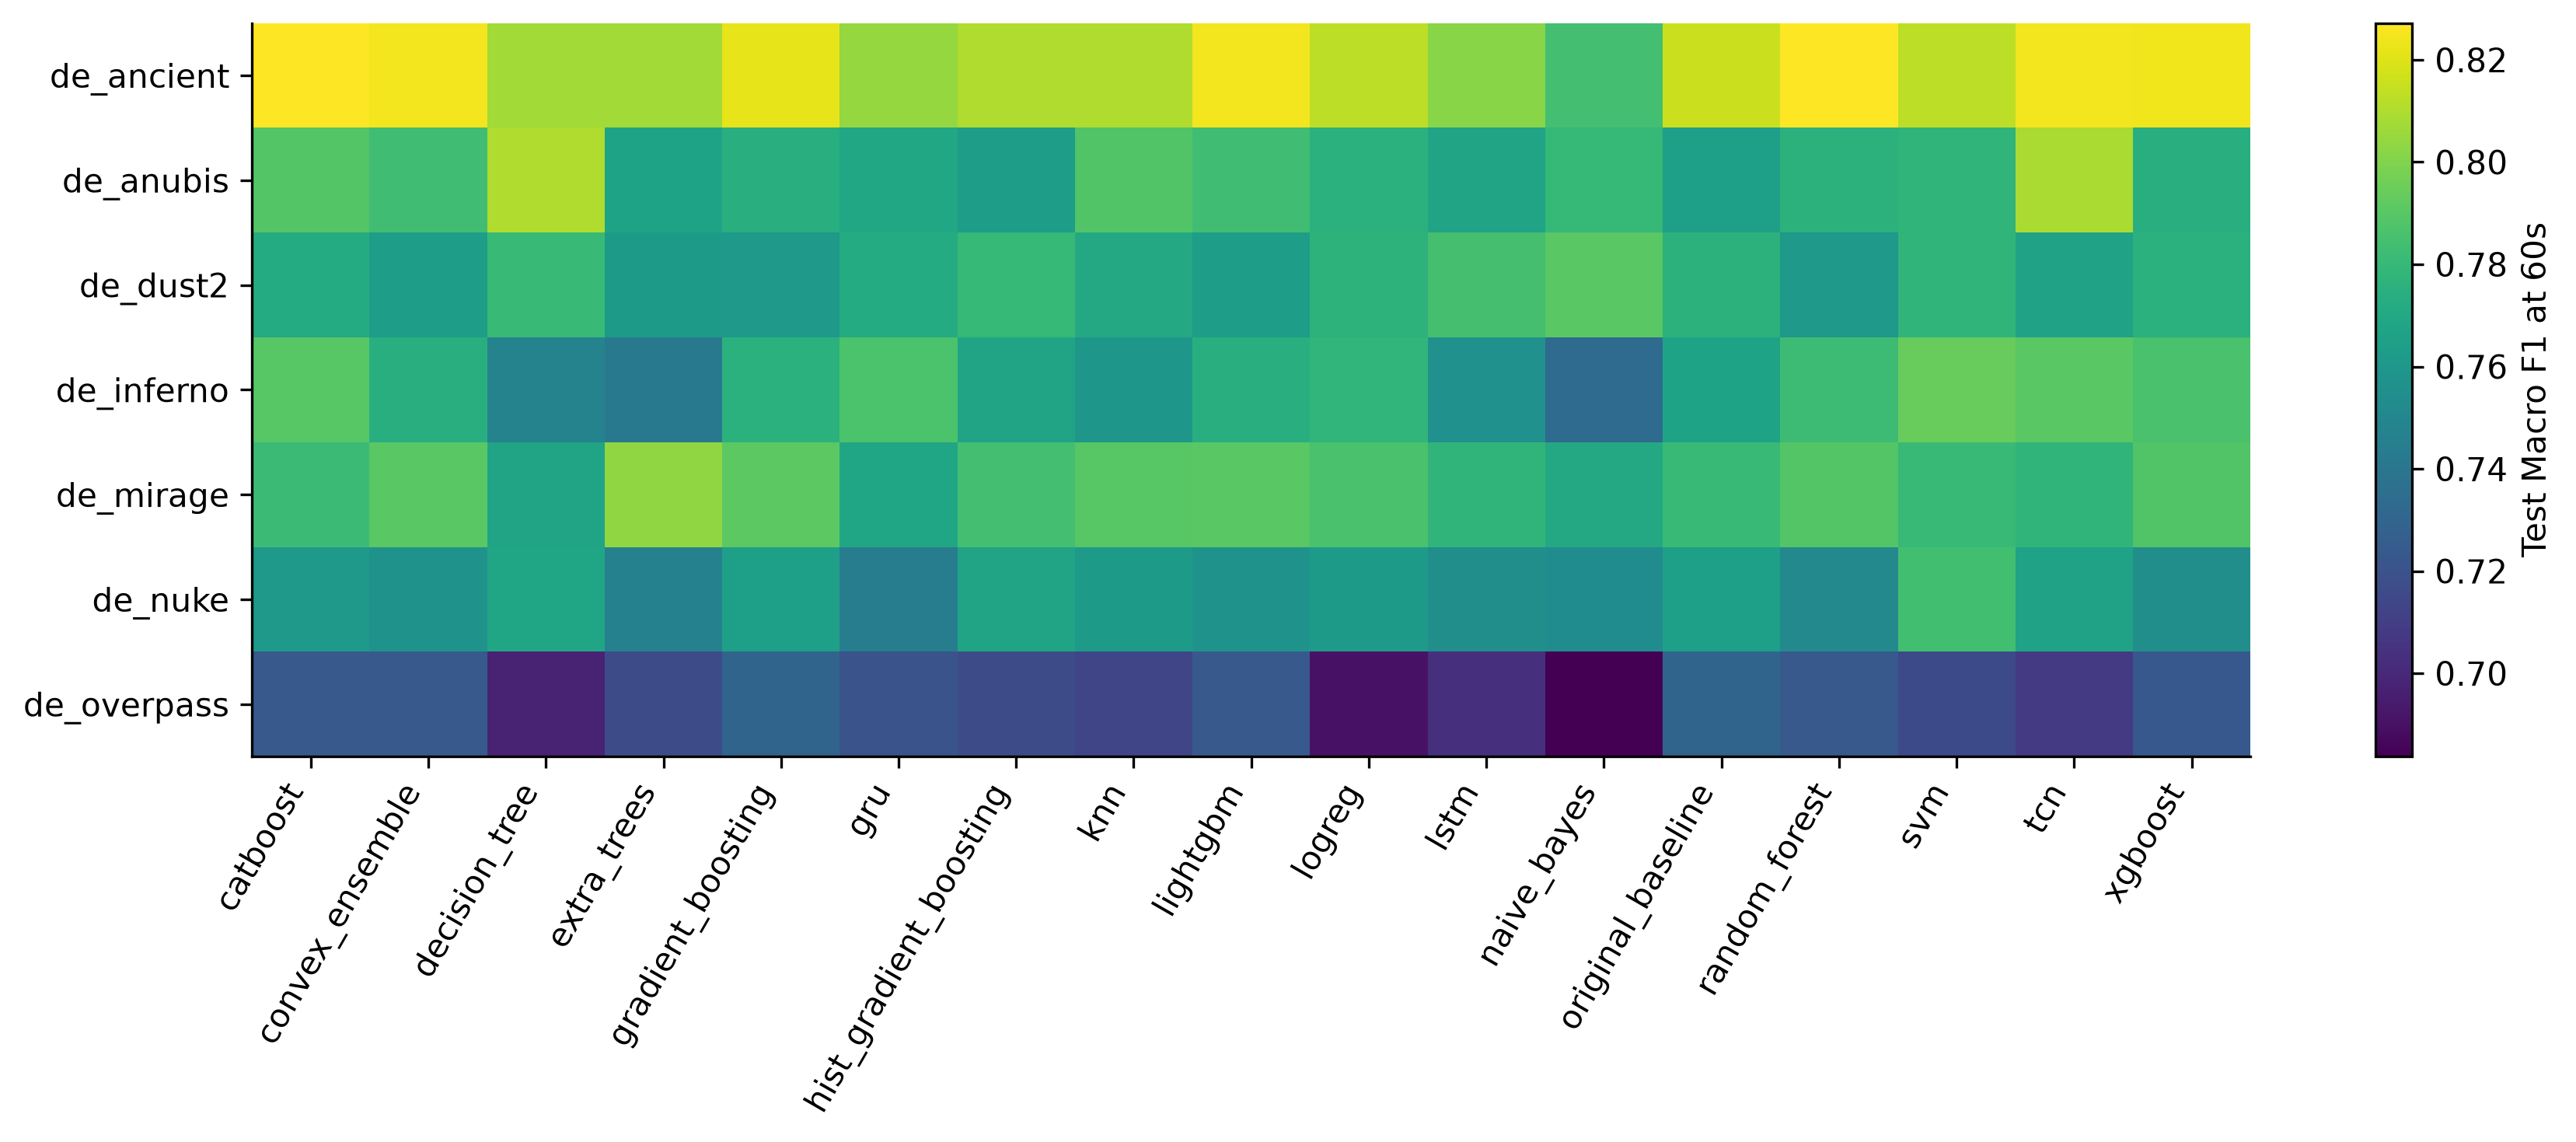 de_ancient
de_anubis
de_dust2
de_inferno
de_mirage
de_nuke
de_overpass
catboost
convex_ensemble
decision_tree
extra_trees
gradient_boosting
gru
hist_gradient_boosting
knn
lightgbm
logreg
lstm
naive_bayes
original_baseline
random_forest
svm
tcn
xgboost
0.82
0.80
0.78
0.76
0.74
0.72
0.70
Test Macro F1 at 60s